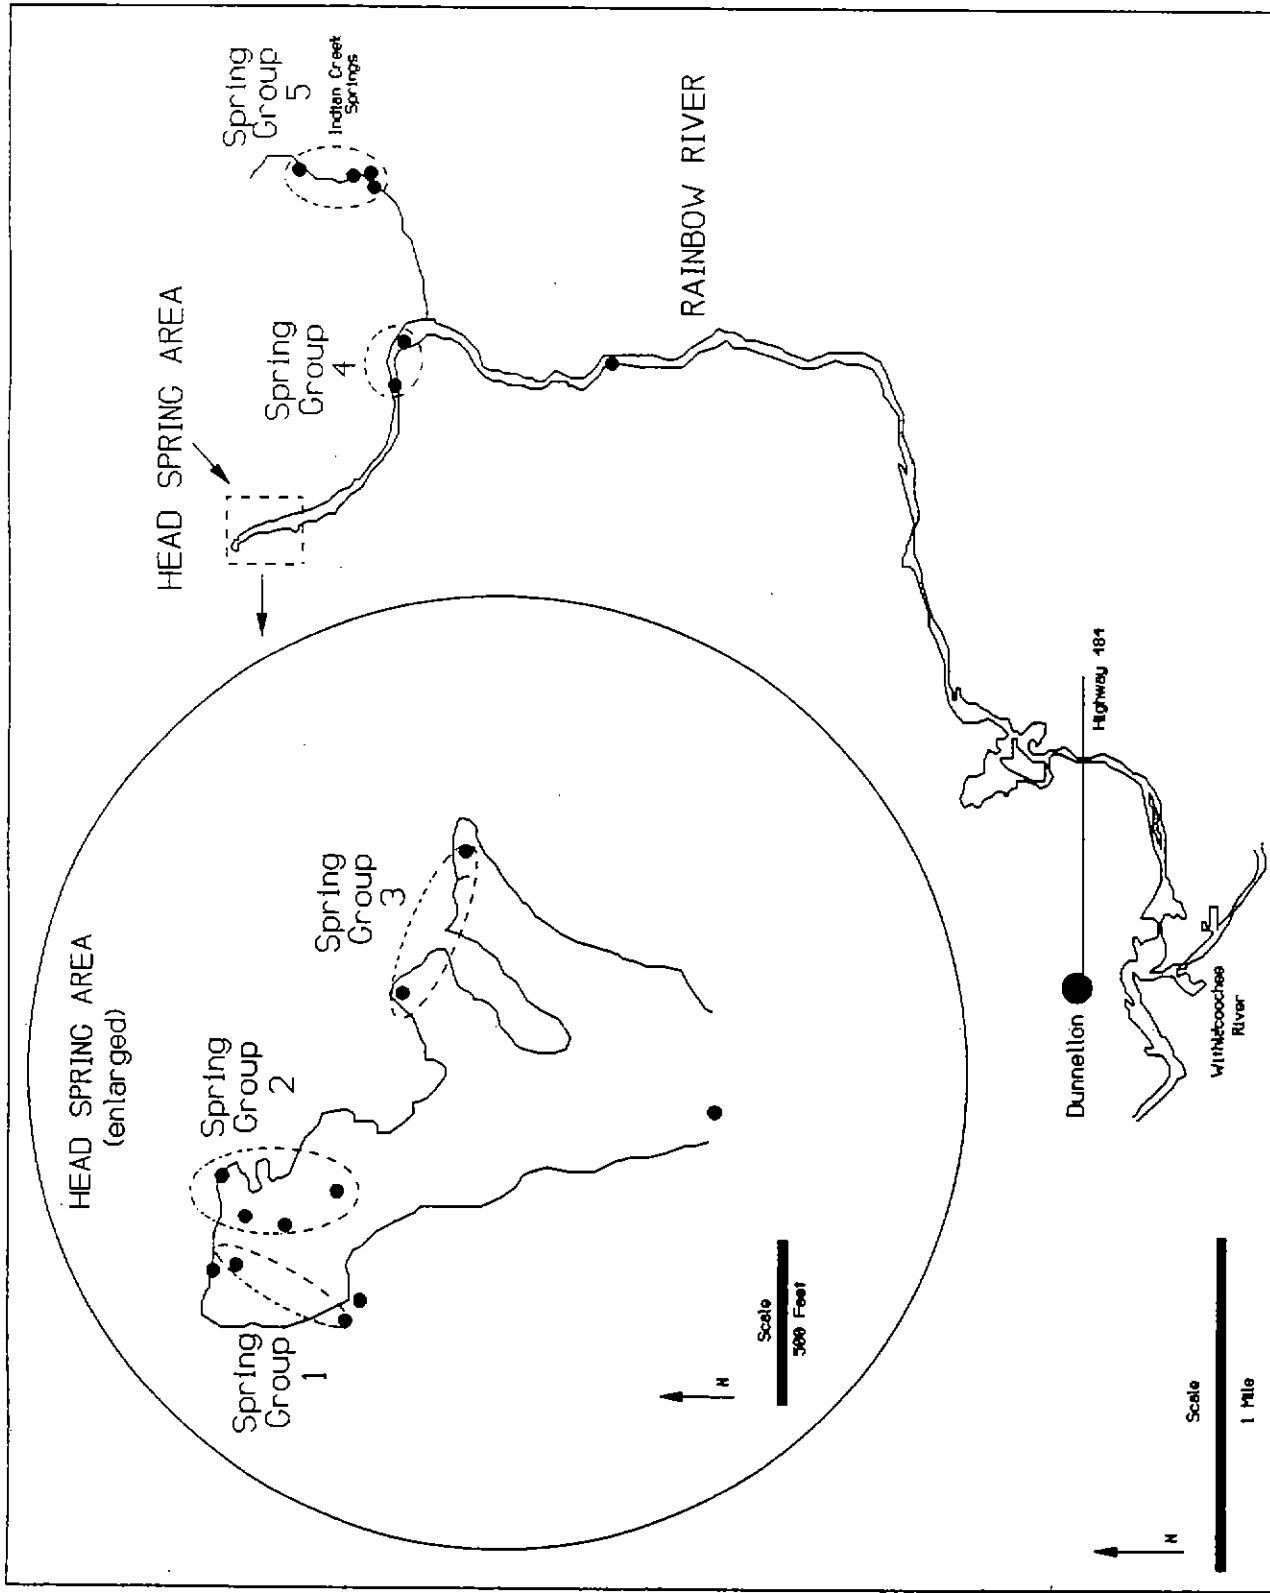 HEAD SPRING AREA
(enlarged)
Spring
Group
1
Spring
Group
2
Spring
Group
3
Scale
500 Feet
N
HEAD SPRING AREA
Spring
Group
4
Spring
Group
5
Indian Creek
Springs
RAINBOW RIVER
Dunnellon
Highway 484
Withlacoochee
River
Scale
1 Mile
N